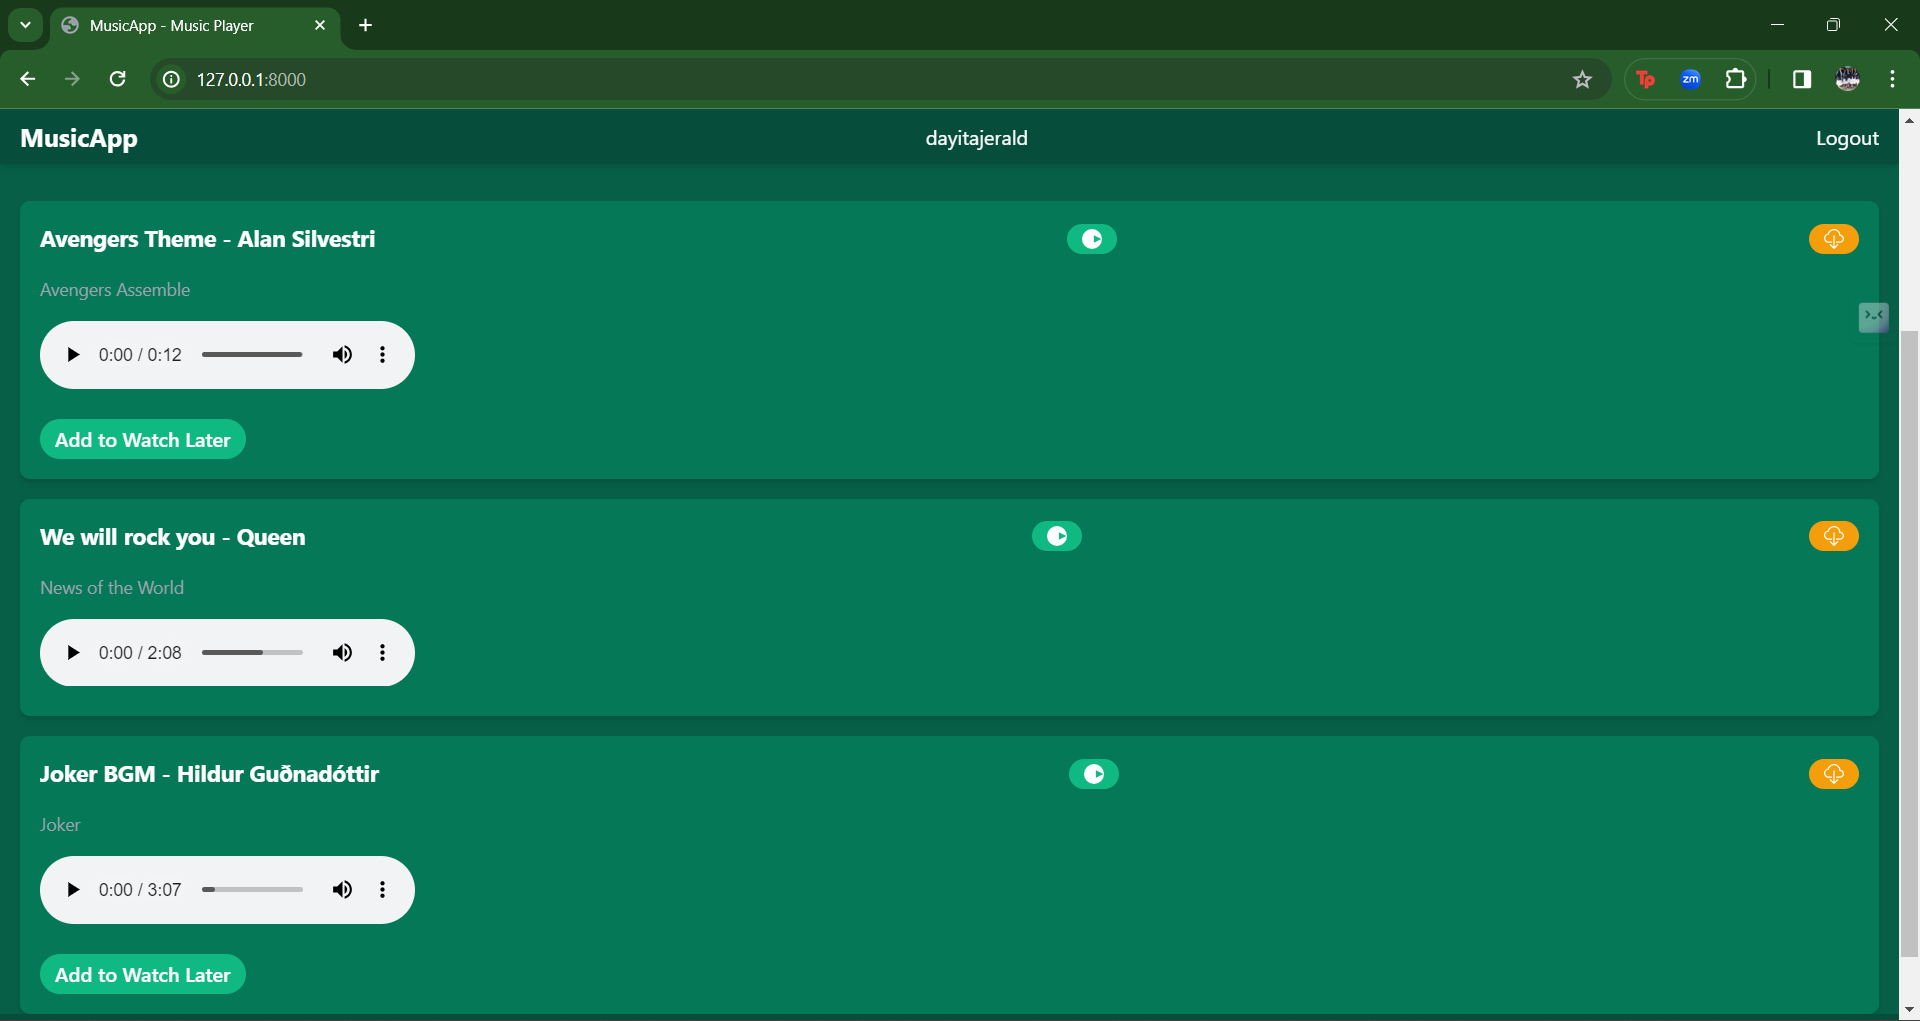 MusicApp - Music Player
127.0.0.1:8000
Tp
zm
MusicApp
dayitajerald
Logout
Avengers Theme - Alan Silvestri
Avengers Assemble
0:00 / 0:12
Add to Watch Later
We will rock you - Queen
News of the World
0:00 / 2:08
Joker BGM - Hildur Guðnadóttir
Joker
0:00 / 3:07
Add to Watch Later